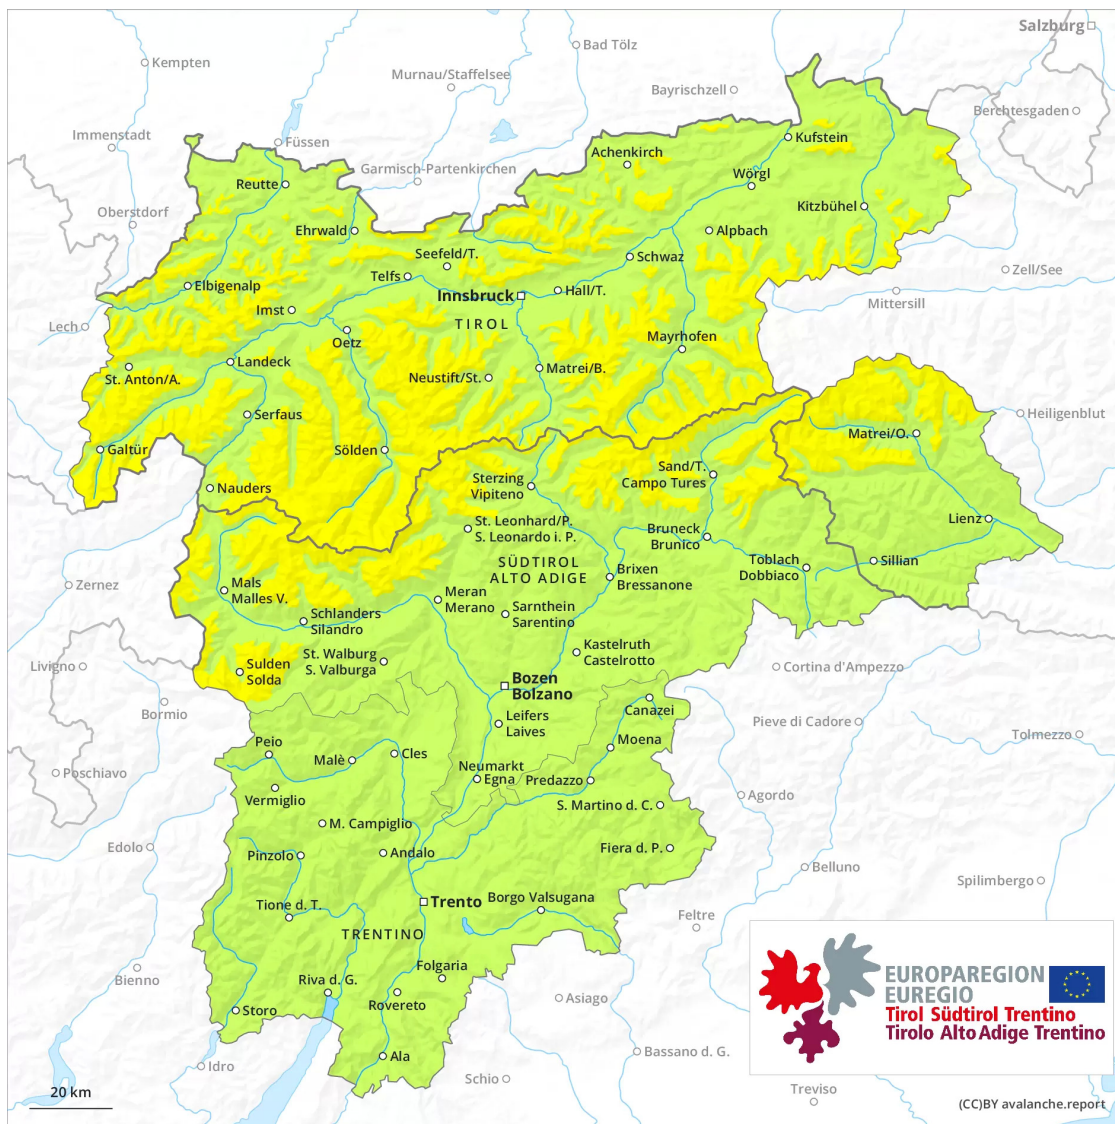 Salzburg
Bad Tölz
Kempten
Murnau/Staffelsee
Bayrischzell
Berchtesgaden
Immenstadt
Füssen
Kufstein
Achenkirch
Garmisch-Partenkirchen
Wörgl
Reutte
Oberstdorf
Kitzbühel
Ehrwald
Alpbach
Seefeld/T.
Schwaz
Telfs
Zell/See
Elbigenalp
Hall/T.
Innsbruck
Mittersill
Imst
TIROL
Lech
Oetz
Mayrhofen
Landeck
Matrei/B.
St. Anton/A.
Neustift/St.
Serfaus
Heiligenblut
Matrei/O.
Galtür
Sölden
Sand/T.
Campo Tures
Sterzing
Vipiteno
Nauders
Lienz
St. Leonhard/P.
S. Leonardo i. P.
Bruneck
Brunico
SÜDTIROL
ALTO ADIGE
Toblach
Dobbiaco
Sillian
Brixen
Bressanone
Zernez
Mals
Malles V.
Meran
Merano
Sarnthein
Sarentino
Schlanders
Silandro
Kastelruth
Castelrotto
St. Walburg
S. Valburga
Livigno
Sulden
Solda
Cortina d'Ampezzo
Bozen
Bolzano
Bormio
Canazei
Leifers
Laives
Pieve di Cadore
Tolmezzo
Moena
Peio
Cles
Malè
Poschiavo
Neumarkt
Egna
Predazzo
Vermiglio
Agordo
S. Martino d. C.
M. Campiglio
Edolo
Fiera d. P.
Pinzolo
Andalo
Belluno
Spilimbergo
Trento
Borgo Valsugana
Tione d. T.
Feltre
TRENTINO
Folgaria
Bienno
Riva d. G.
Rovereto
Asiago
Storo
EUROPAREGION
EUREGIO
Tirol Südtirol Trentino
Tirolo Alto Adige Trentino
Ala
Bassano d. G.
Idro
Schio
Treviso
20 km
(CC)BY avalanche.report